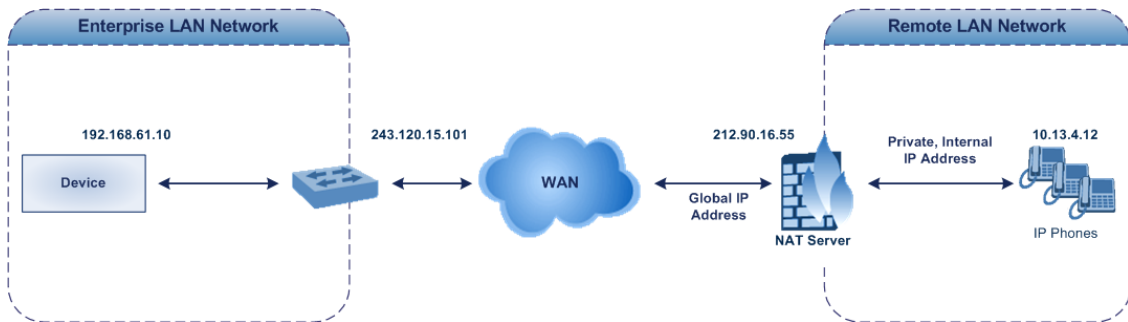 Enterprise LAN Network
Remote LAN Network
192.168.61.10
243.120.15.101
212.90.16.55
Private, Internal
IP Address
10.13.4.12
Device
WAN
Global IP
Address
NAT Server
IP Phones